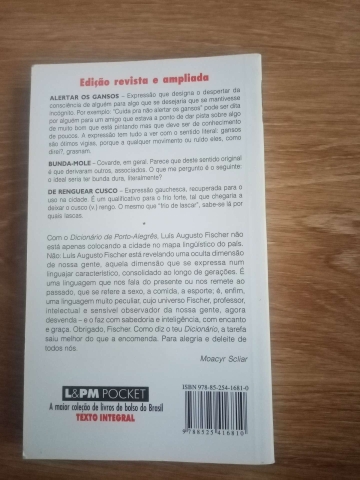 Edição revista e ampliada
ALERTAR OS GANSOS – Expressão que designa o despertar da
consciência de alguém para algo que se desejaria que se mantivesse
incógnito. Por exemplo: "Cuida pra não alertar os gansos" pode ser dita
por alguém para um amigo que estava a ponto de dar pista sobre algo
de muito bom que está pintando mas que deve ser de conhecimento
de poucos. A expressão tem tudo a ver com o sentido literal: gansos
são ótimos vigias, porque a qualquer movimento ou ruído eles, como
direi?, grasnam.
BUNDA-MOLE – Covarde, em geral. Parece que deste sentido original
é que derivaram outros, associados. O que me pergunto é o seguinte:
o ideal seria ter bunda dura, literalmente?
DE RENGUEAR CUSCO – Expressão gauchesca, recuperada para o
uso na cidade. É um qualificativo para o frio forte, tal que chegaria a
deixar o cusco (v.) rengo. O mesmo que "frio de lascar", sabe-se lá por
quais lascas.
*
Com o Dicionário de Porto-Alegrês, Luís Augusto Fischer não
está apenas colocando a cidade no mapa lingüístico do país.
Não: Luís Augusto Fischer está revelando uma oculta dimensão
de nossa gente, aquela dimensão que se expressa num
linguajar característico, consolidado ao longo de gerações. É
uma linguagem que nos fala do presente ou nos remete ao
passado, que se refere a sexo, a comida, a esporte; é, enfim,
uma linguagem muito peculiar, cujo universo Fischer, professor,
intelectual e sensível observador da nossa gente, agora
desvenda – e o faz com sabedoria e inteligência, com encanto
e graça. Obrigado, Fischer. Como diz o teu Dicionário, a tarefa
saiu melhor do que a encomenda. Para alegria e deleite de
todos nós.
Moacyr Scliar
L&PM POCKET
A maior coleção de livros de bolso do Brasil
TEXTO INTEGRAL
ISBN 978-85-254-1681-0
9 788525 416810